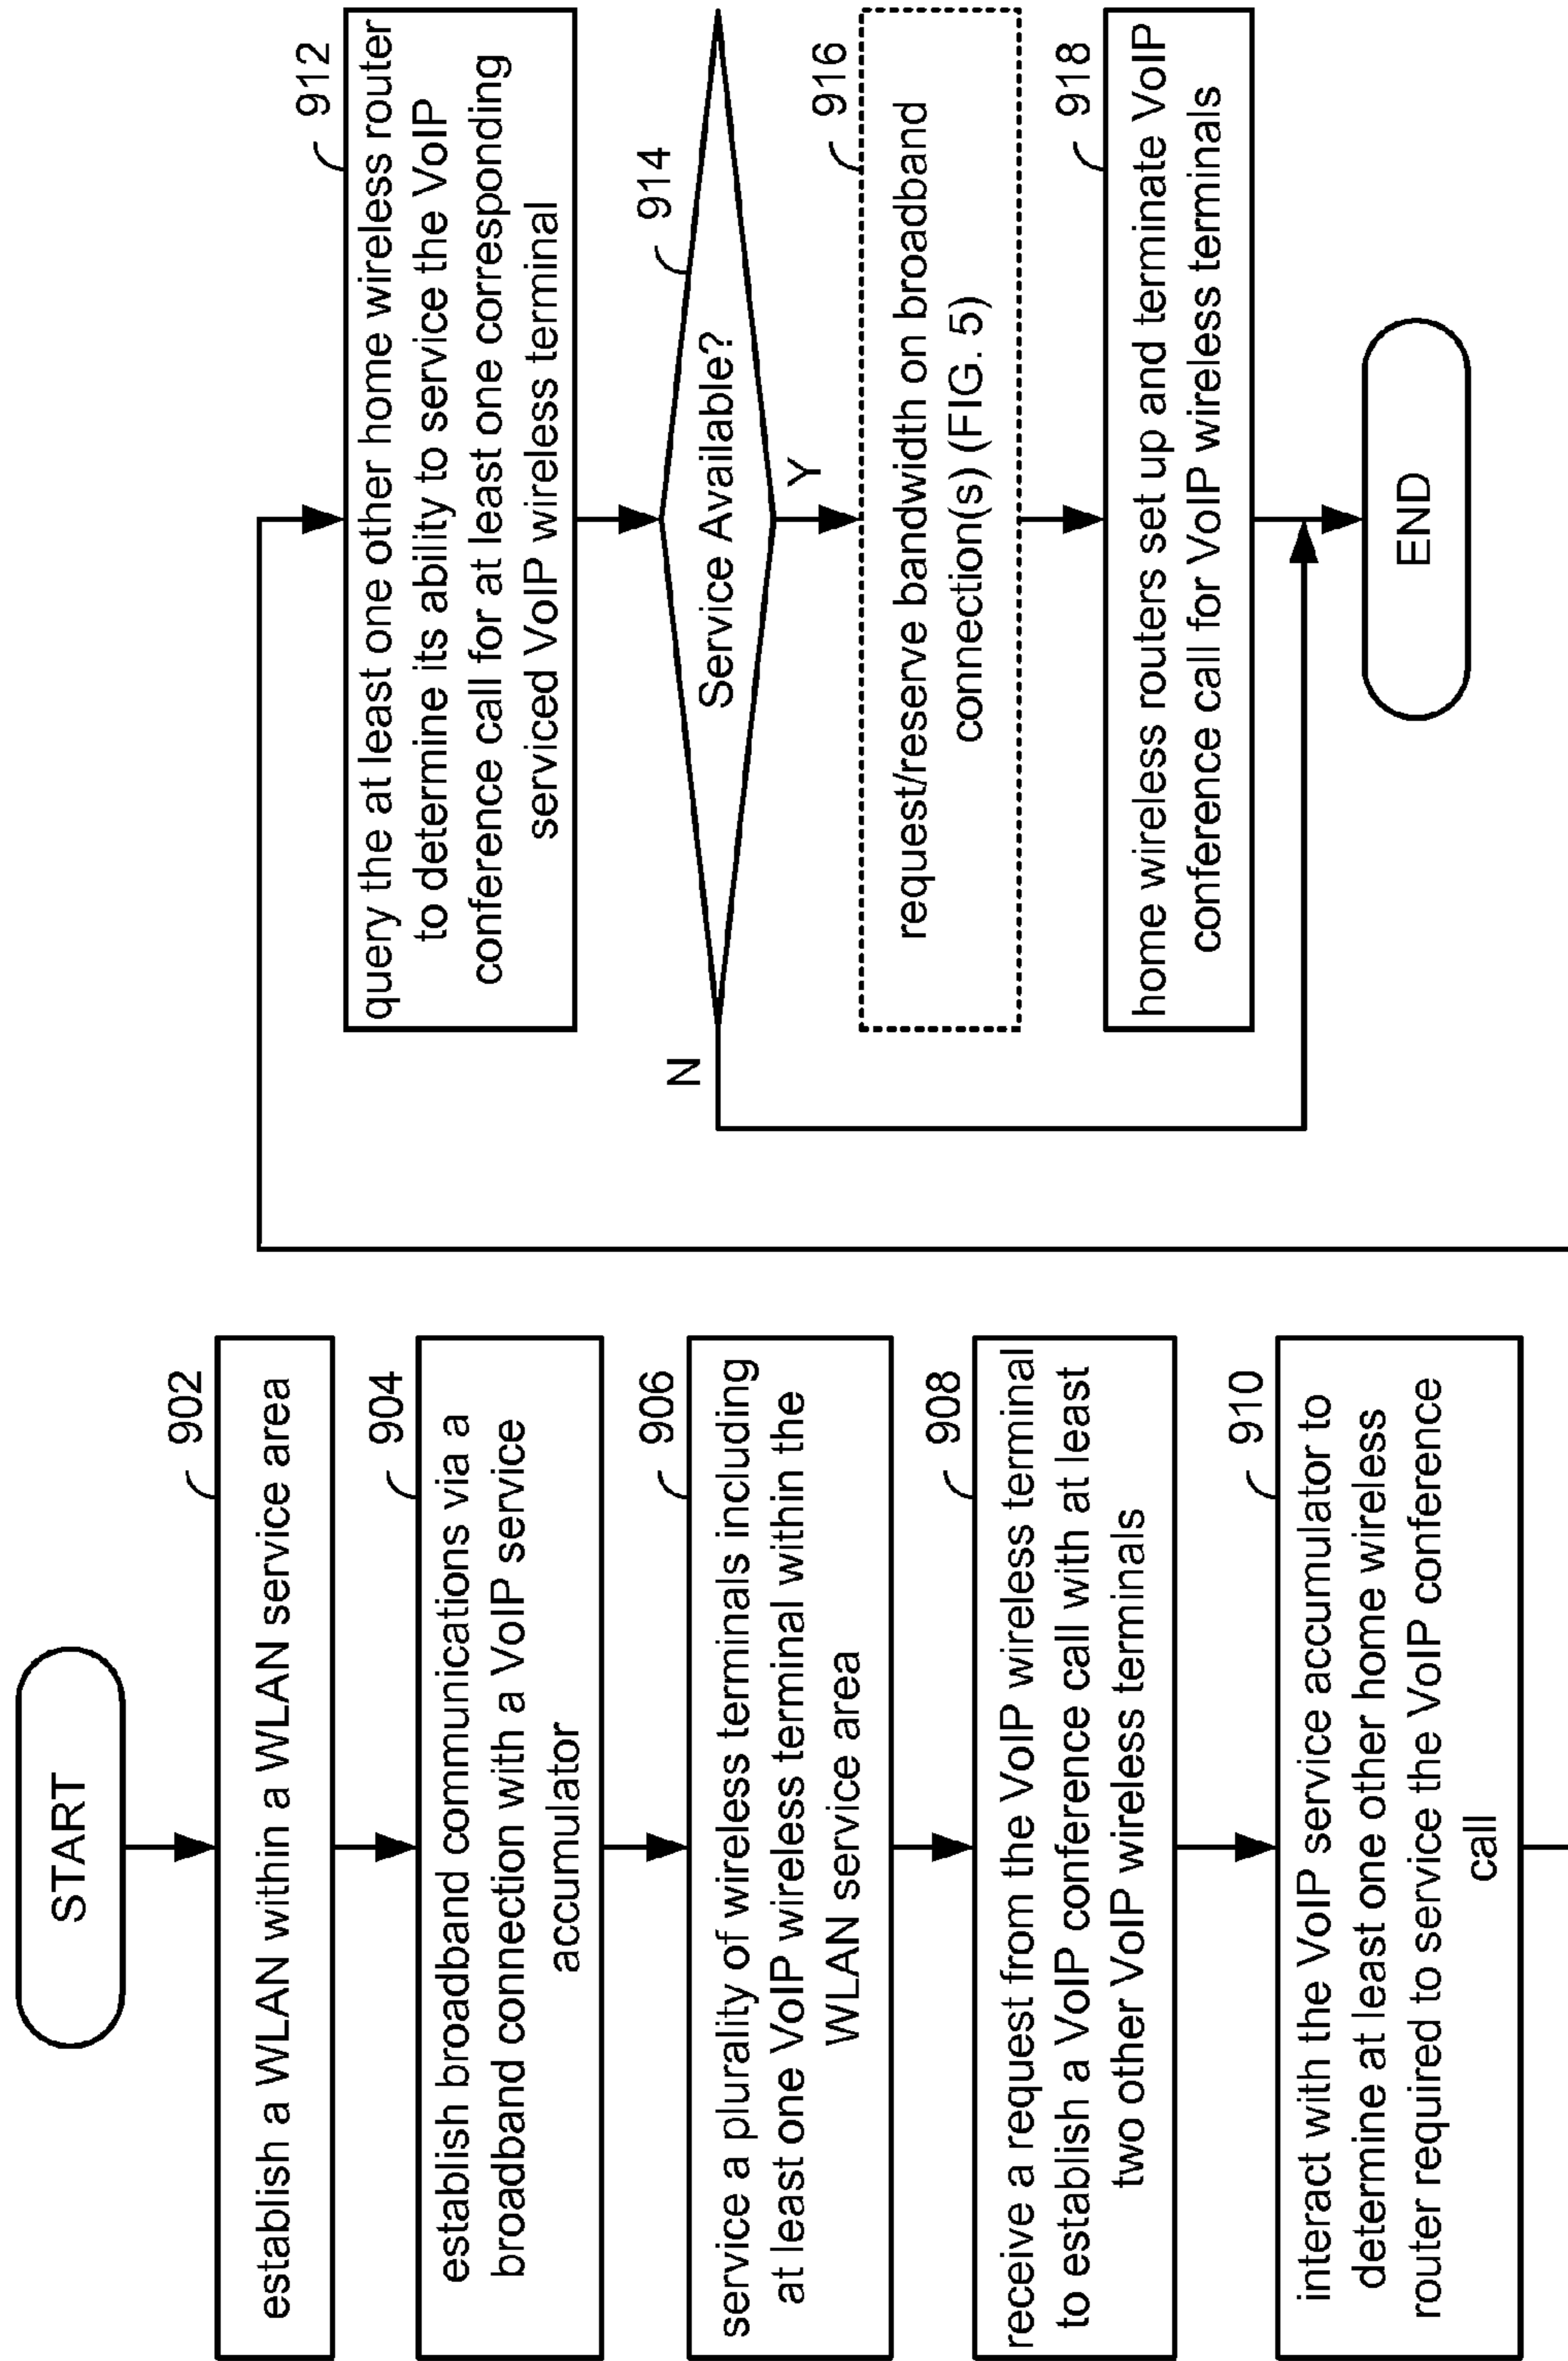 START
902
establish a WLAN within a WLAN service area
904
establish broadband communications via a
broadband connection with a VoIP service
accumulator
906
service a plurality of wireless terminals including
at least one VoIP wireless terminal within the
WLAN service area
908
receive a request from the VoIP wireless terminal
to establish a VoIP conference call with at least
two other VoIP wireless terminals
910
interact with the VoIP service accumulator to
determine at least one other home wireless
router required to service the VoIP conference
call
912
query the at least one other home wireless router
to determine its ability to service the VoIP
conference call for at least one corresponding
serviced VoIP wireless terminal
914
Service Available?
N
Y
916
request/reserve bandwidth on broadband
connection(s) (FIG. 5)
918
home wireless routers set up and terminate VoIP
conference call for VoIP wireless terminals
END